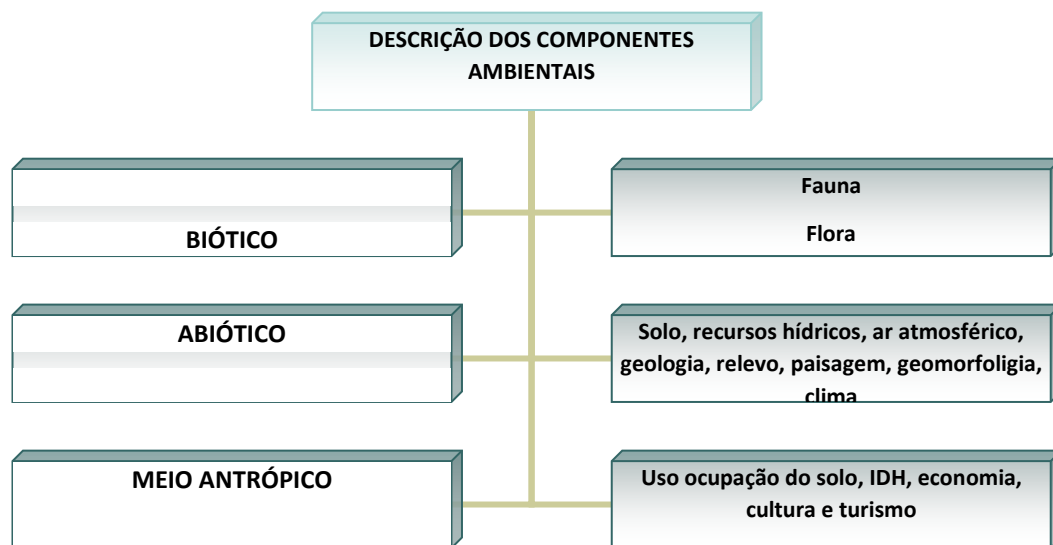 DESCRIÇÃO DOS COMPONENTES
AMBIENTAIS
BIÓTICO
Fauna
Flora
ABIÓTICO
Solo, recursos hídricos, ar atmosférico,
geologia, relevo, paisagem, geomorfoligia,
clima
MEIO ANTRÓPICO
Uso ocupação do solo, IDH, economia,
cultura e turismo